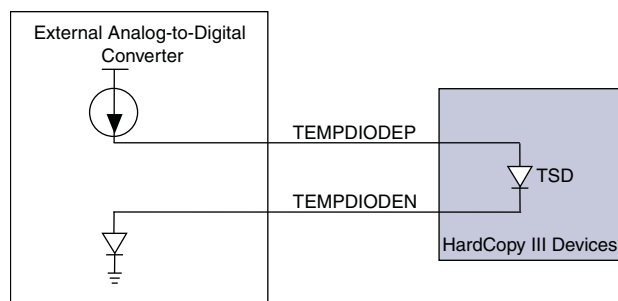 External Analog-to-Digital
Converter
TEMPDIODEP
TSD
TEMPDIODEN
HardCopy III Devices